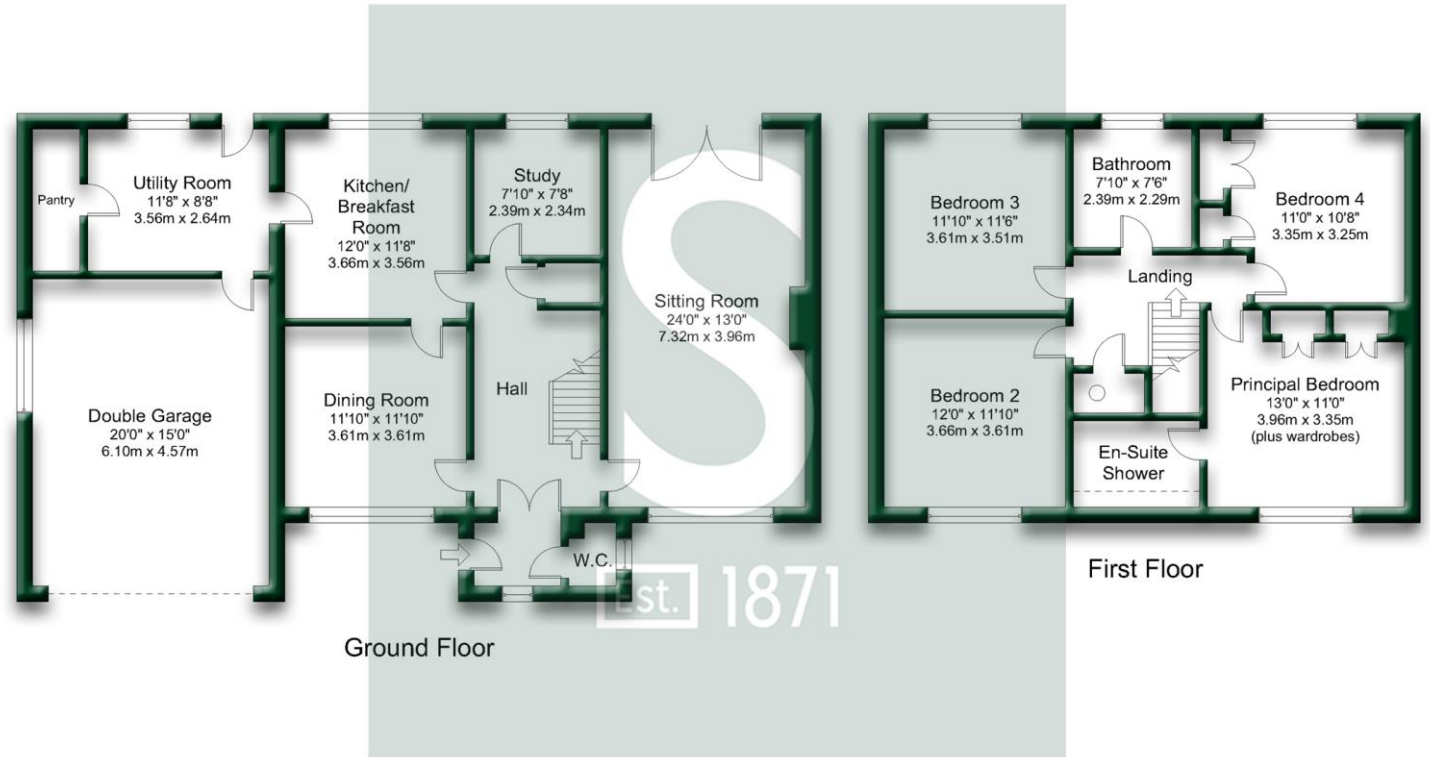 Pantry
Utility Room
11'8" x 8'8"
3.56m x 2.64m
Kitchen/
Breakfast
Room
12'0" x 11'8"
3.66m x 3.56m
Study
7'10" x 7'8"
2.39m x 2.34m
Sitting Room
24'0" x 13'0"
7.32m x 3.96m
Double Garage
20'0" x 15'0"
6.10m x 4.57m
Dining Room
11'10" x 11'10"
3.61m x 3.61m
Hall
W.C.
Ground Floor
Bedroom 3
11'10" x 11'6"
3.61m x 3.51m
Bathroom
7'10" x 7'6"
2.39m x 2.29m
Bedroom 4
11'0" x 10'8"
3.35m x 3.25m
Landing
Bedroom 2
12'0" x 11'10"
3.66m x 3.61m
En-Suite
Shower
Principal Bedroom
13'0" x 11'0"
3.96m x 3.35m
(plus wardrobes)
First Floor
S
Est. 1871